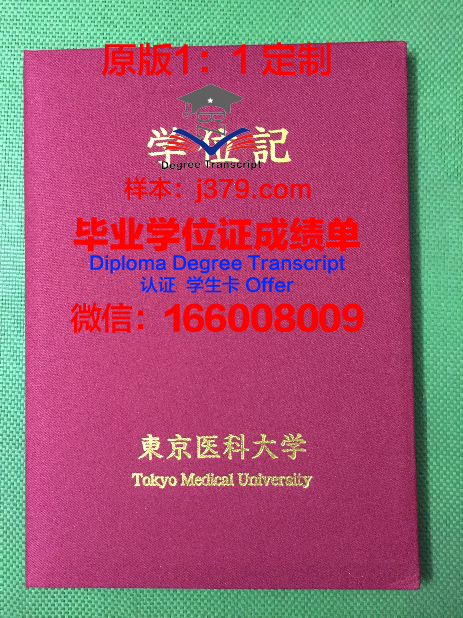 原版1：1 定制
学位記
Degree Transcript
样本：j379.com
毕业学位证成绩单
Diploma Degree Transcript
认证 学生卡 Offer
微信：166008009
東京医科大学
Tokyo Medical University